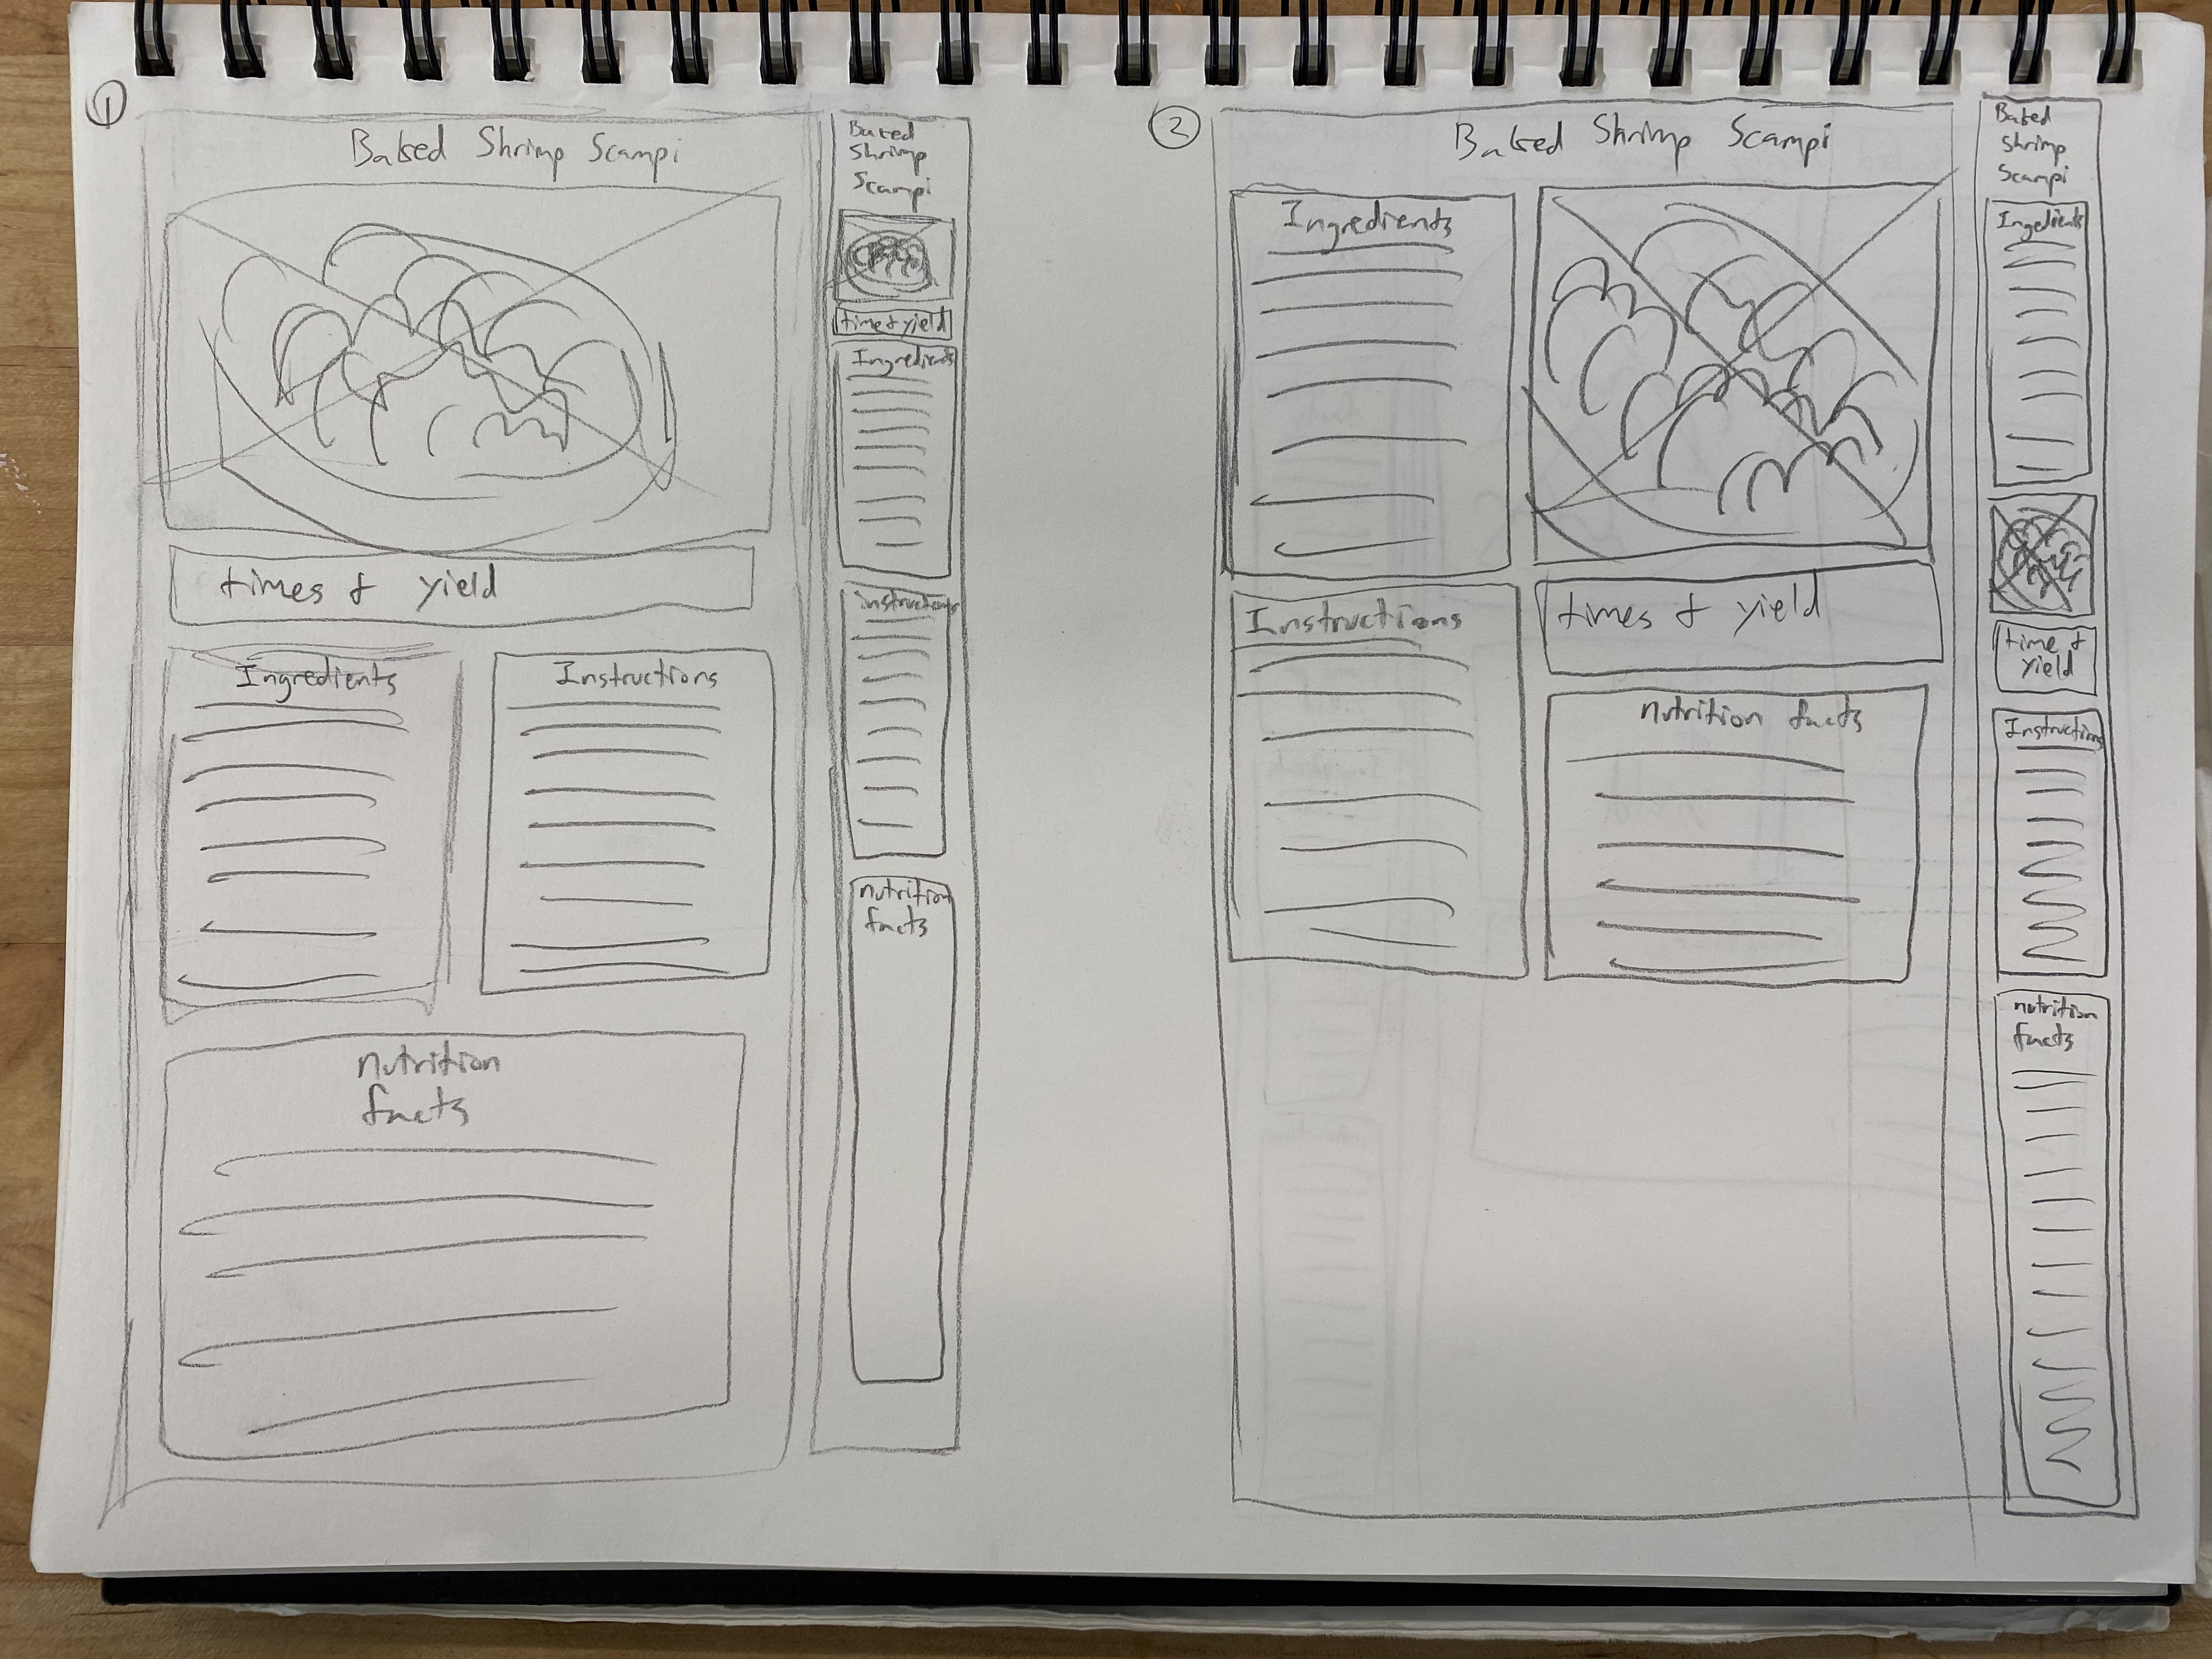 1
Baked Shrimp Scampi
times & yield
Ingredients
Instructions
nutrition
facts
Baked
Shrimp
Scampi
time & yield
Ingredients
instructions
nutrition
facts
2
Baked Shrimp Scampi
Ingredients
Instructions
times & yield
nutrition facts
Baked
Shrimp
Scampi
Ingedients
time &
yield
Instructions
nutrition
facts